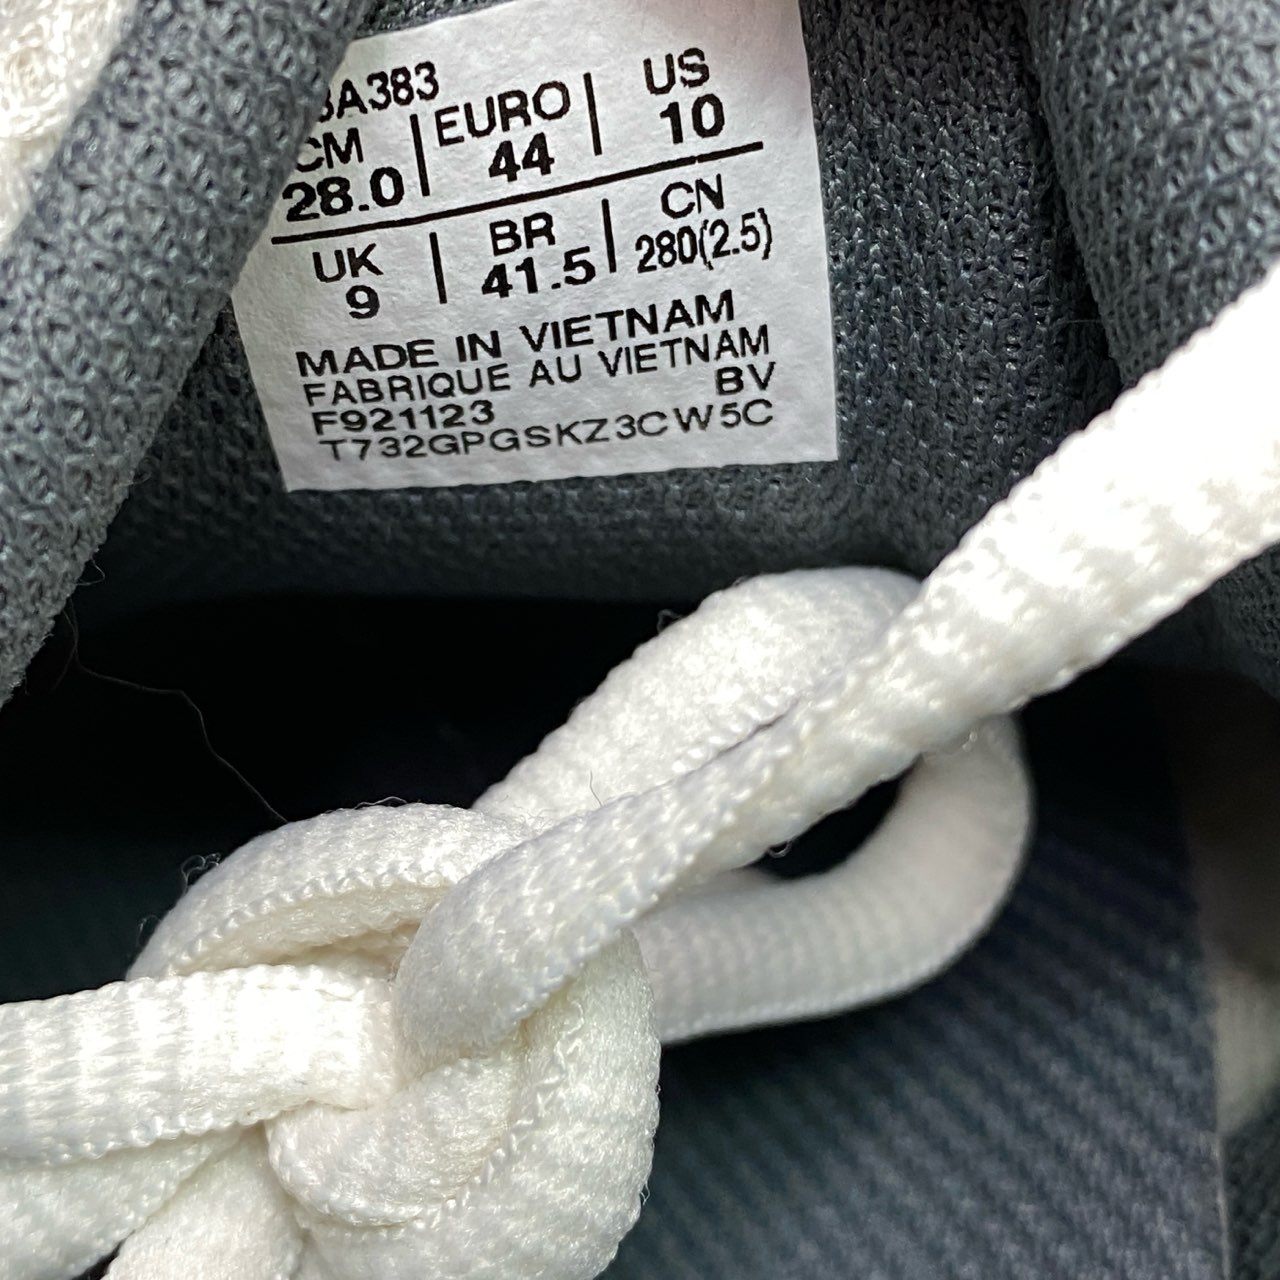 A383
CM | EURO | US
28.0 | 44 | 10
UK | BR | CN
9 | 41.5 | 280(2.5)
MADE IN VIETNAM
FABRIQUE AU VIETNAM
F921123 BV
T732GPGSKZ3CW5C